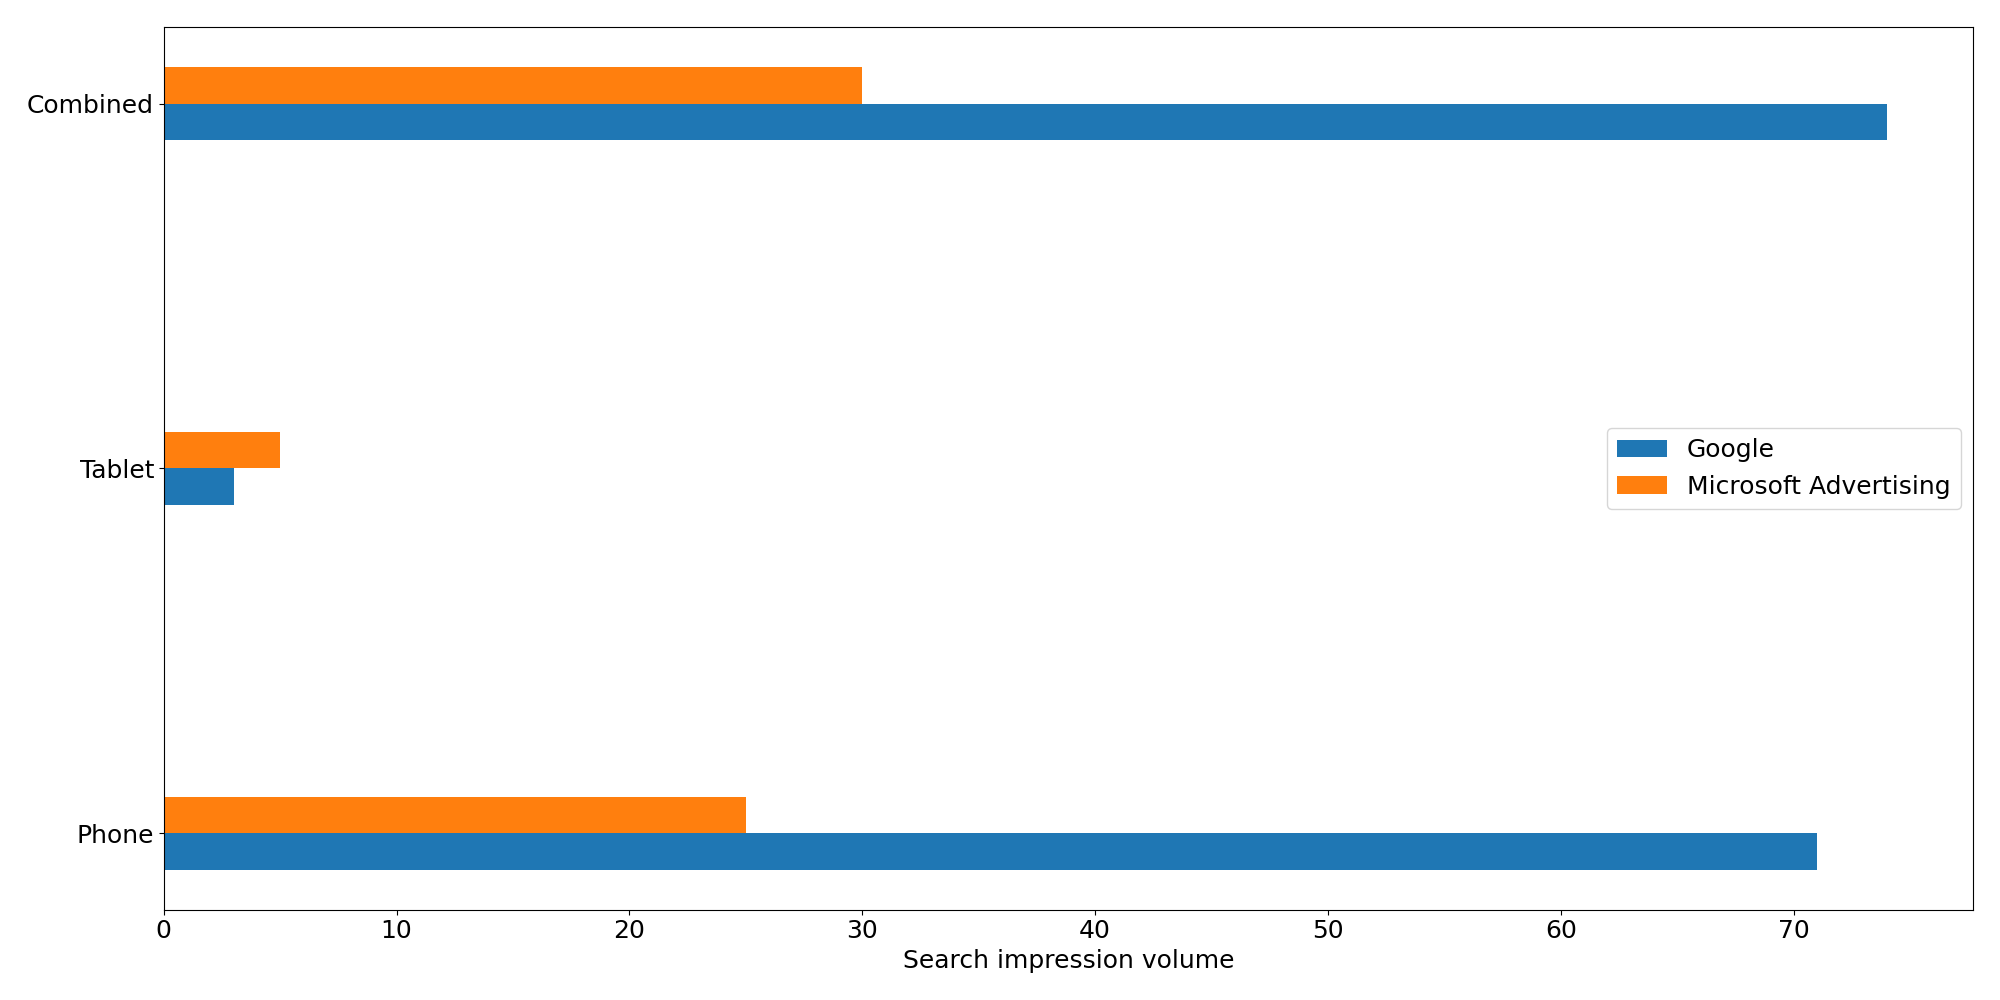 Combined
Tablet
Phone
Google
Microsoft Advertising
0 10 20 30 40 50 60 70
Search impression volume